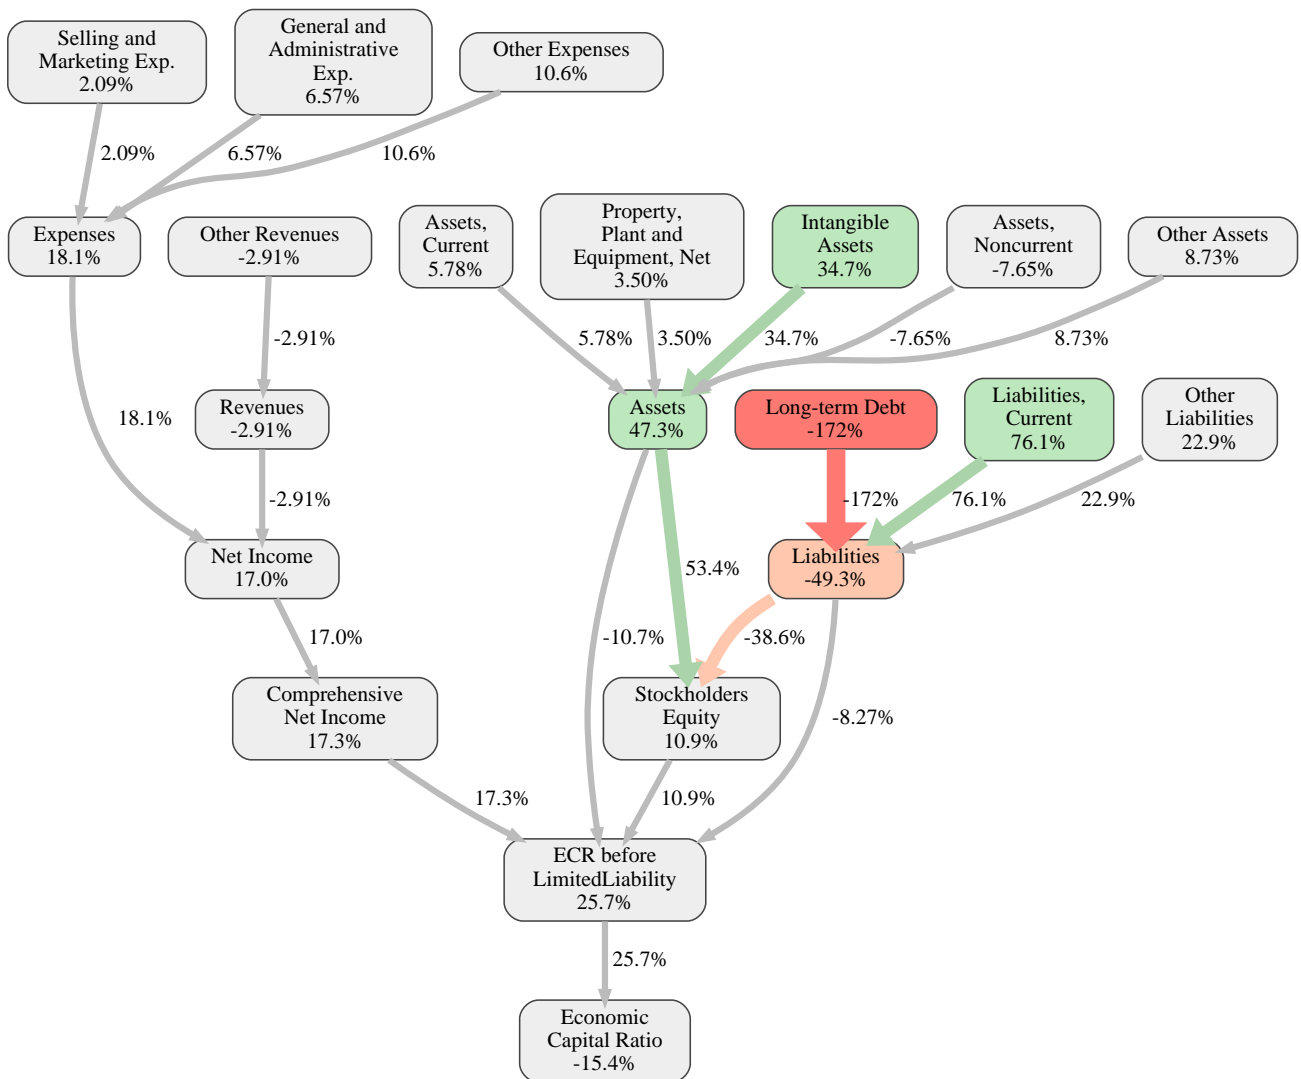 Selling and
Marketing Exp.
2.09%
General and
Administrative
Exp.
6.57%
Other Expenses
10.6%
2.09%
6.57%
10.6%
Expenses
18.1%
Other Revenues
-2.91%
Assets,
Current
5.78%
Property,
Plant and
Equipment, Net
3.50%
Intangible
Assets
34.7%
Assets,
Noncurrent
-7.65%
Other Assets
8.73%
-2.91%
5.78%
3.50%
34.7%
-7.65%
8.73%
18.1%
Revenues
-2.91%
Assets
47.3%
Long-term Debt
-172%
Liabilities,
Current
76.1%
Other
Liabilities
22.9%
-2.91%
-172%
76.1%
22.9%
Net Income
17.0%
53.4%
Liabilities
-49.3%
17.0%
-10.7%
-38.6%
Comprehensive
Net Income
17.3%
Stockholders
Equity
10.9%
-8.27%
17.3%
10.9%
ECR before
LimitedLiability
25.7%
25.7%
Economic
Capital Ratio
-15.4%